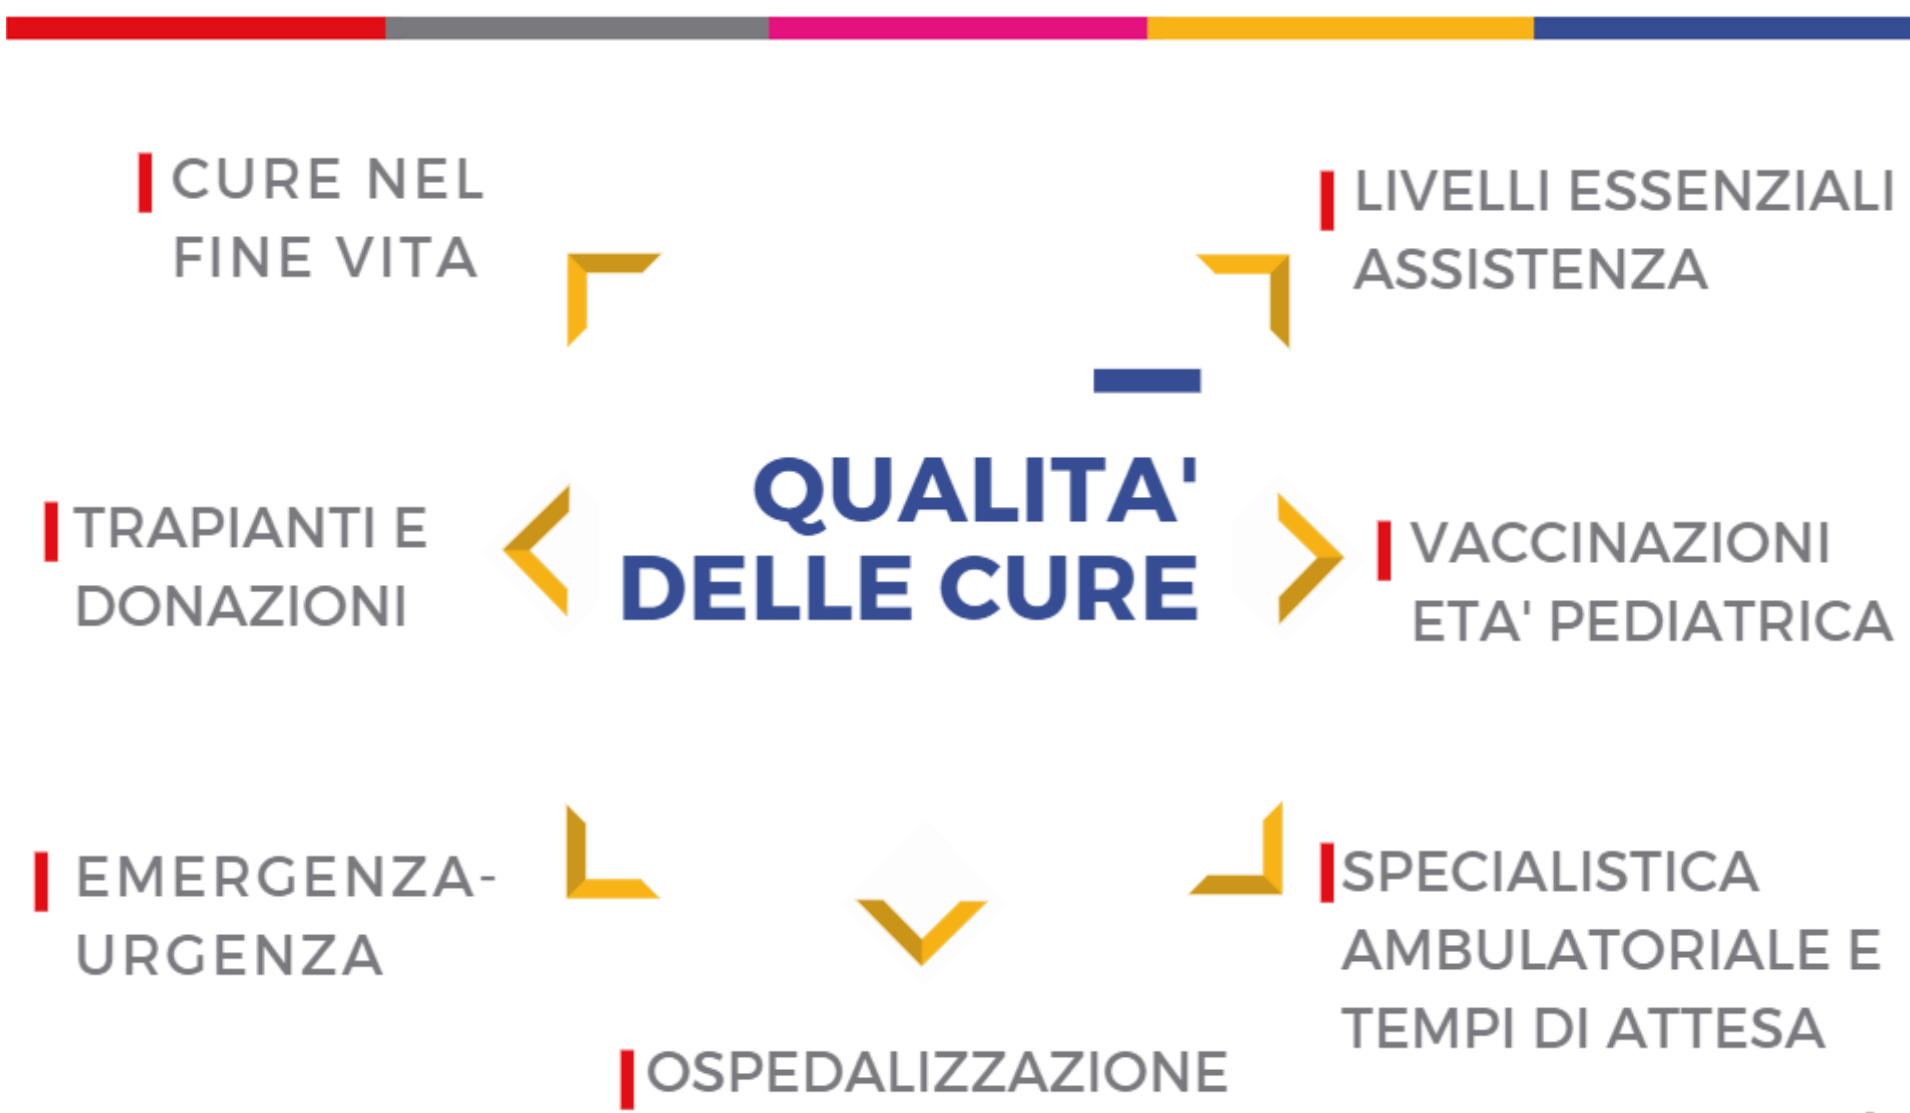 CURE NEL
FINE VITA
LIVELLI ESSENZIALI
ASSISTENZA
QUALITA'
DELLE CURE
TRAPIANTI E
DONAZIONI
VACCINAZIONI
ETA' PEDIATRICA
EMERGENZA-
URGENZA
SPECIALISTICA
AMBULATORIALE E
TEMPI DI ATTESA
OSPEDALIZZAZIONE